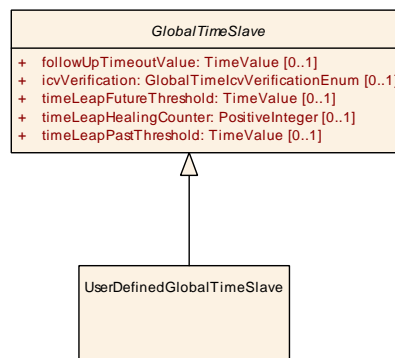 GlobalTimeSlave
+ followUpTimeoutValue: TimeValue [0..1]
+ icvVerification: GlobalTimeIcvVerificationEnum [0..1]
+ timeLeapFutureThreshold: TimeValue [0..1]
+ timeLeapHealingCounter: PositiveInteger [0..1]
+ timeLeapPastThreshold: TimeValue [0..1]
UserDefinedGlobalTimeSlave